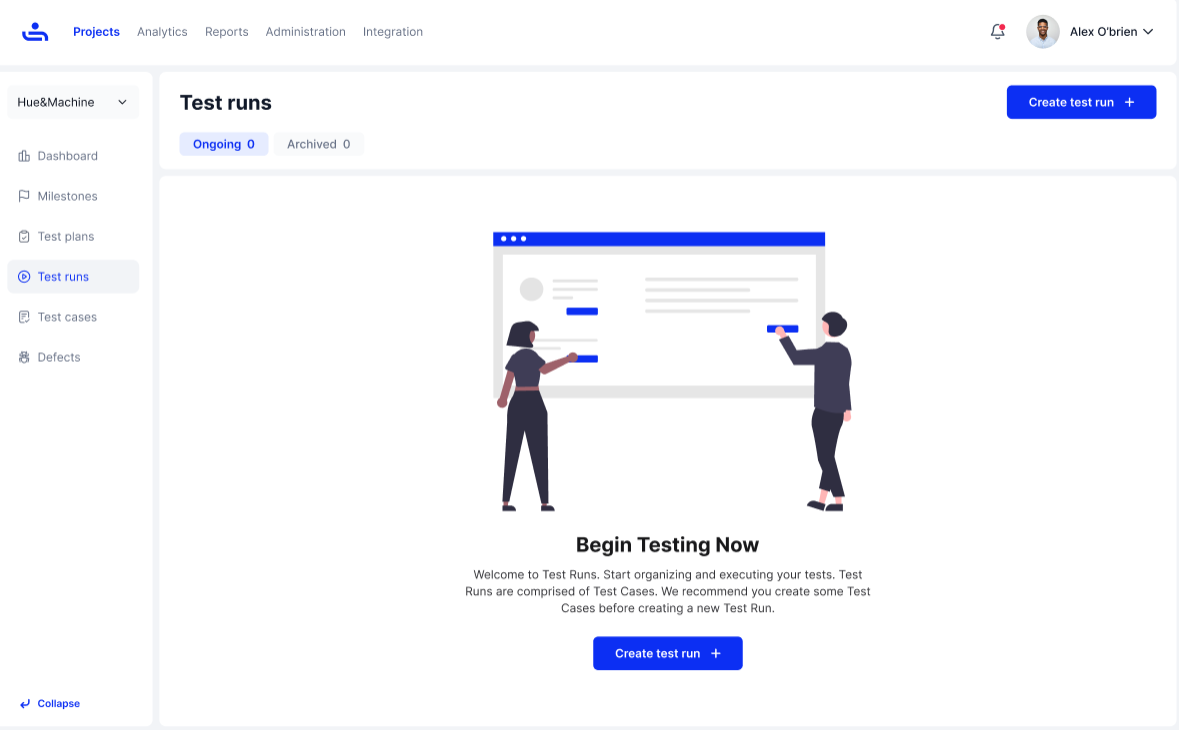 Projects Analytics Reports Administration Integration Alex O'brien
Hue&Machine
Dashboard
Milestones
Test plans
Test runs
Test cases
Defects
Collapse
Test runs
Create test run +
Ongoing 0 Archived 0
Begin Testing Now
Welcome to Test Runs. Start organizing and executing your tests. Test
Runs are comprised of Test Cases. We recommend you create some Test
Cases before creating a new Test Run.
Create test run +